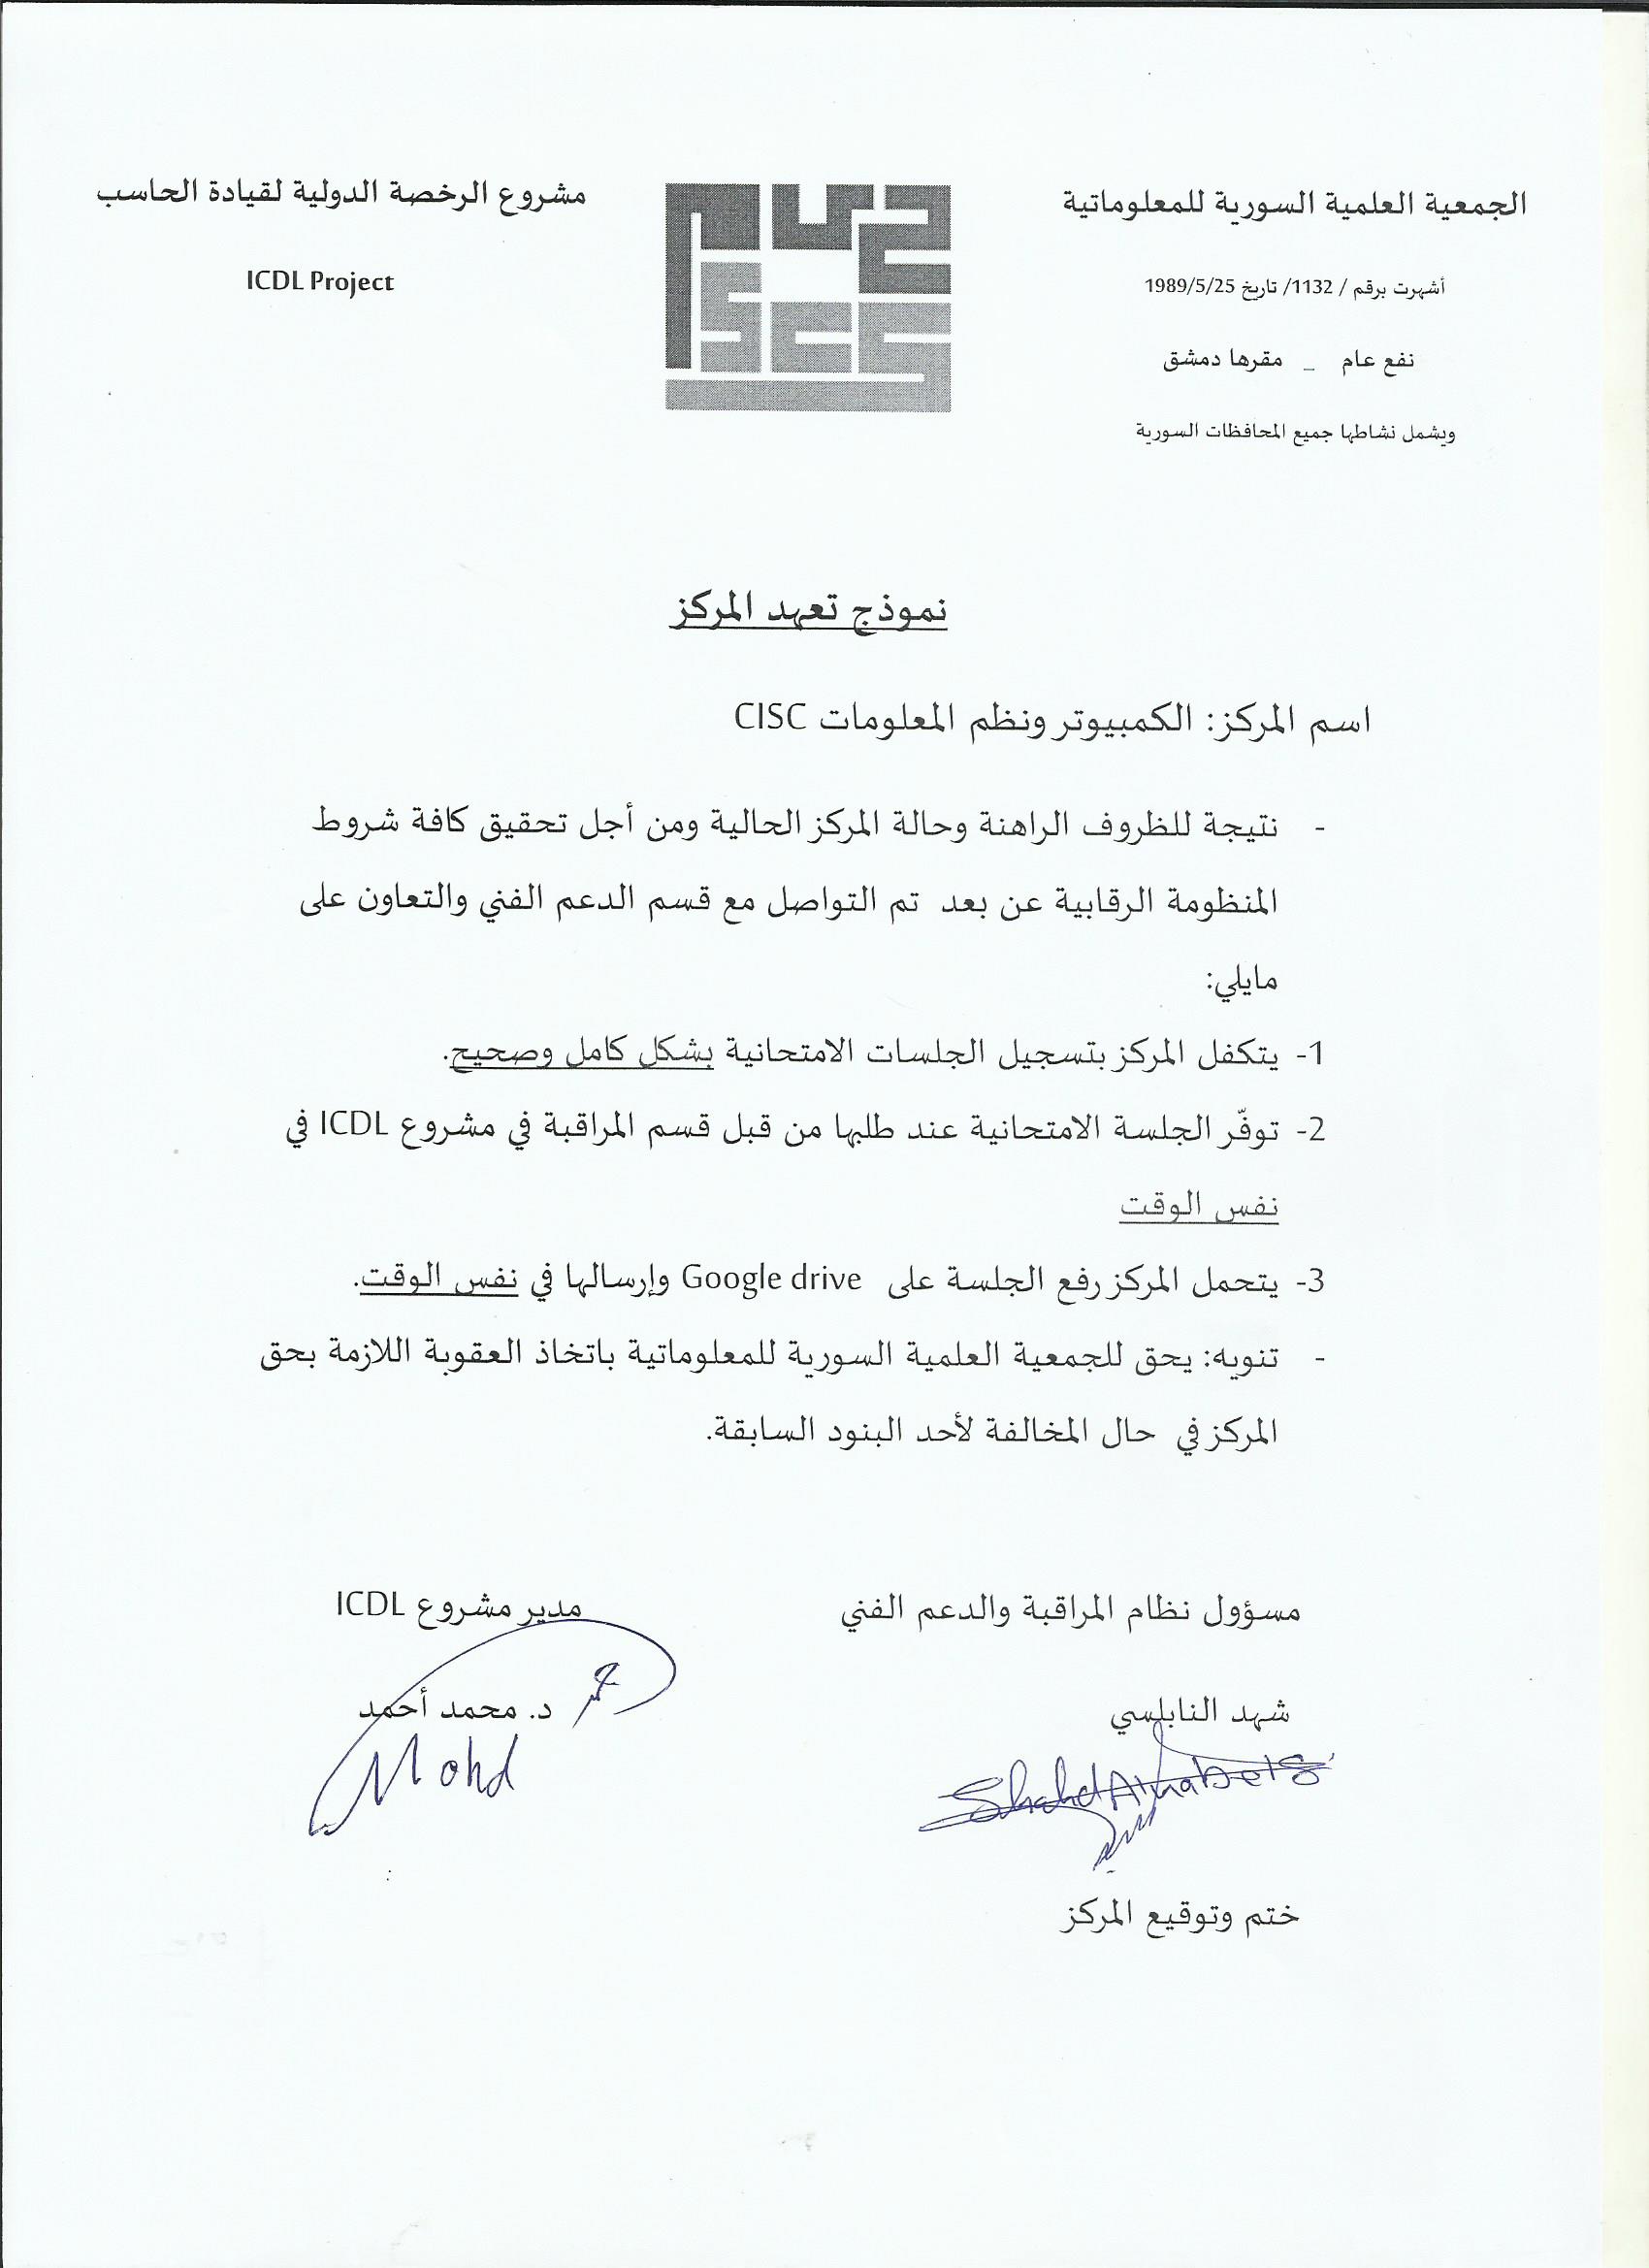 الجمعية العلمية السورية للمعلوماتية
أشهرت برقم / 1132/ تاريخ 1989/5/25
نفع عام _ مقرها دمشق
ويشمل نشاطها جميع المحافظات السورية
مشروع الرخصة الدولية لقيادة الحاسب
ICDL Project
نموذج تعهد المركز
اسم المركز: الكمبيوتر ونظم المعلومات CISC
- نتيجة للظروف الراهنة وحالة المركز الحالية ومن أجل تحقيق كافة شروط
المنظومة الرقابية عن بعد تم التواصل مع قسم الدعم الفني والتعاون على
مايلي:
1- يتكفل المركز بتسجيل الجلسات الامتحانية بشكل كامل وصحيح.
2- توفّر الجلسة الامتحانية عند طلبها من قبل قسم المراقبة في مشروع ICDL في
نفس الوقت
3- يتحمل المركز رفع الجلسة على Google drive وإرسالها في نفس الوقت.
- تنويه: يحق للجمعية العلمية السورية للمعلوماتية باتخاذ العقوبة اللازمة بحق
المركز في حال المخالفة لأحد البنود السابقة.
مسؤول نظام المراقبة والدعم الفني
شهد النابلسي
مدير مشروع ICDL
د. محمد أحمد
Mohd
ختم وتوقيع المركز